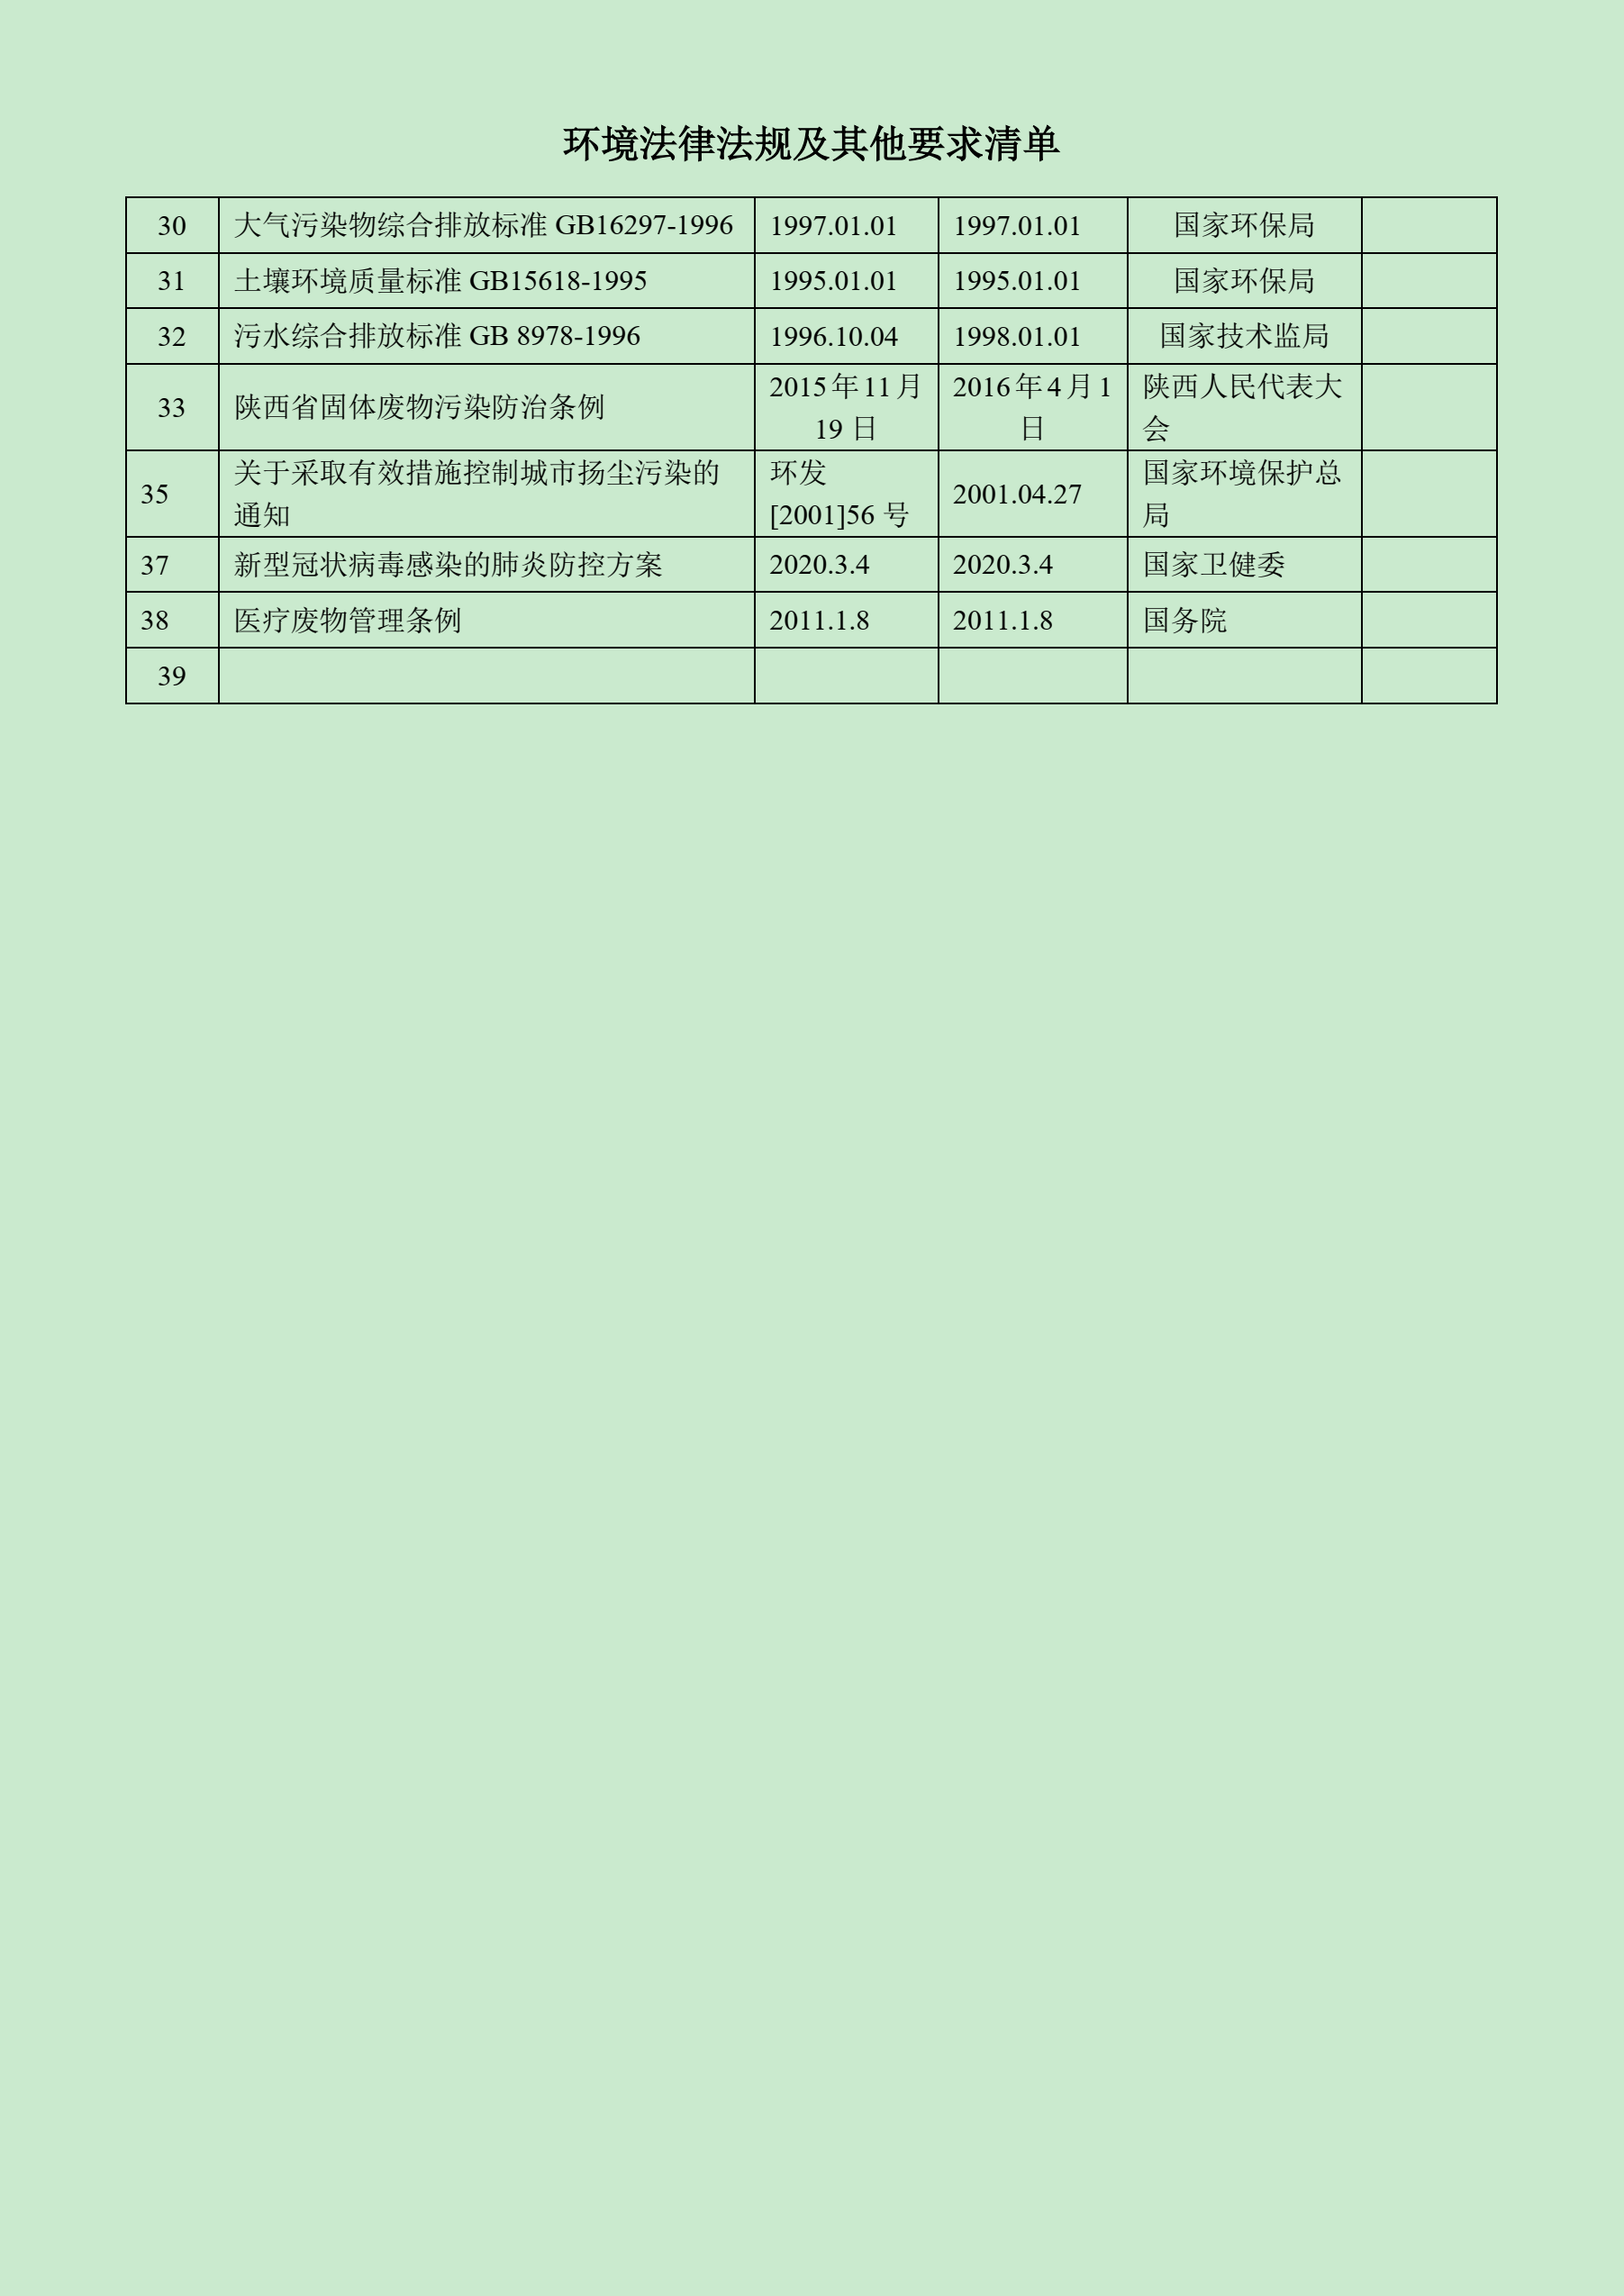 环境法律法规及其他要求清单
30 大气污染物综合排放标准 GB16297-1996 1997.01.01 1997.01.01 国家环保局
31 土壤环境质量标准 GB15618-1995 1995.01.01 1995.01.01 国家环保局
32 污水综合排放标准 GB 8978-1996 1996.10.04 1998.01.01 国家技术监局
33 陕西省固体废物污染防治条例 2015 年 11 月 19 日 2016 年 4 月 1 日 陕西人民代表大会
35 关于采取有效措施控制城市扬尘污染的通知 环发[2001]56 号 2001.04.27 国家环境保护总局
37 新型冠状病毒感染的肺炎防控方案 2020.3.4 2020.3.4 国家卫健委
38 医疗废物管理条例 2011.1.8 2011.1.8 国务院
39